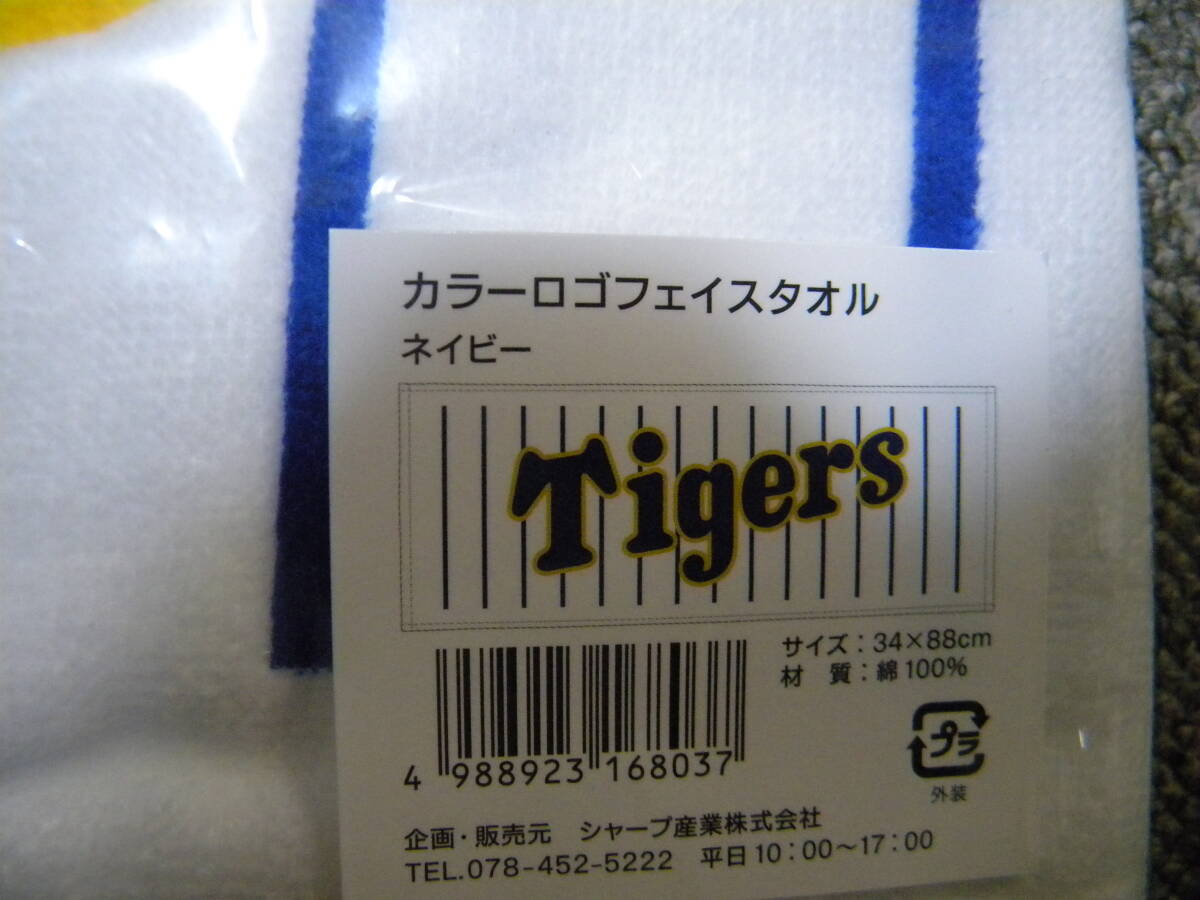 カラーロゴフェイスタオル
ネイビー
Tigers
サイズ：34×88cm
材　質：綿100%
4 988923 168037
プラ
外装
企画・販売元　シャープ産業株式会社
TEL.078-452-5222　平日10：00～17：00